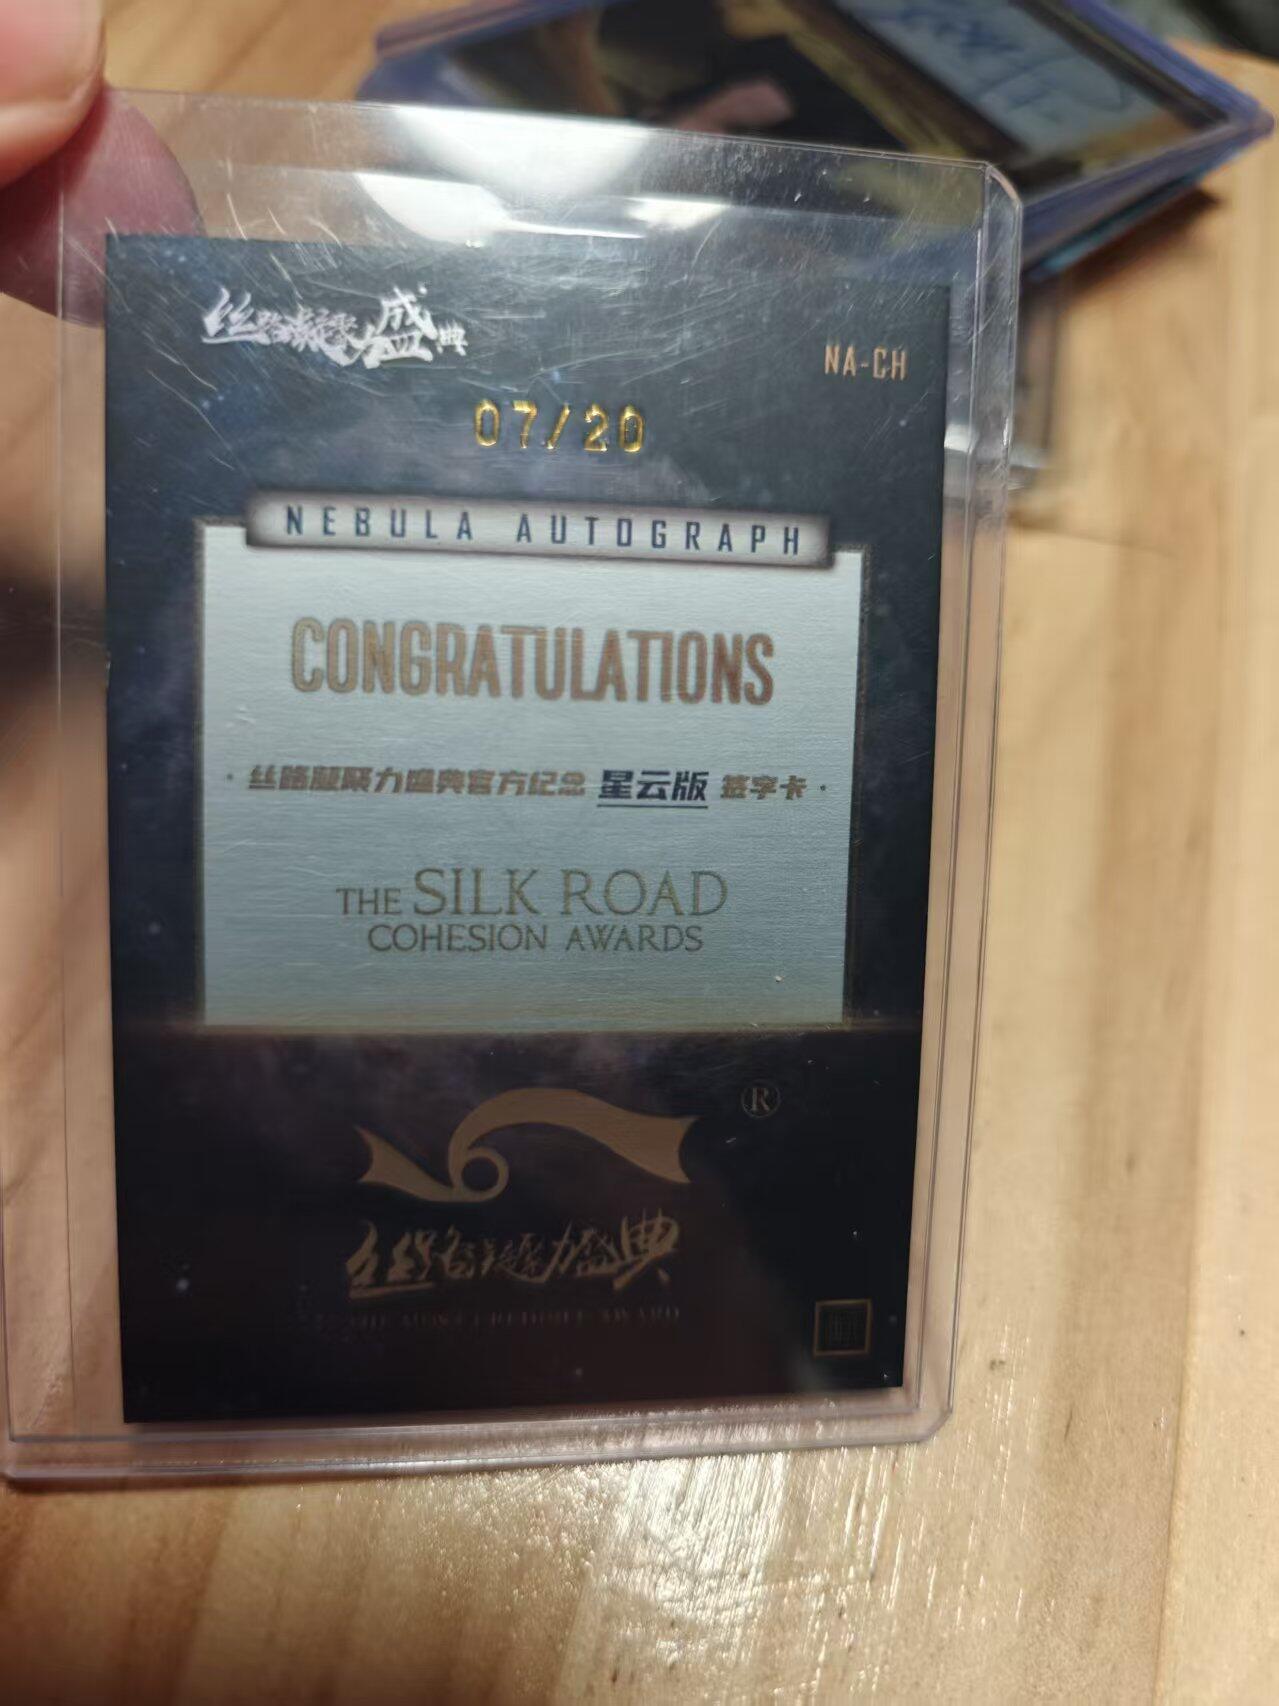 丝路凝聚力盛典
NA-CH
07/20
NEBULA AUTOGRAPH
CONGRATULATIONS
·丝路凝聚力盛典官方纪念 星云版 签字卡·
THE SILK ROAD
COHESION AWARDS
®
丝路凝聚力盛典